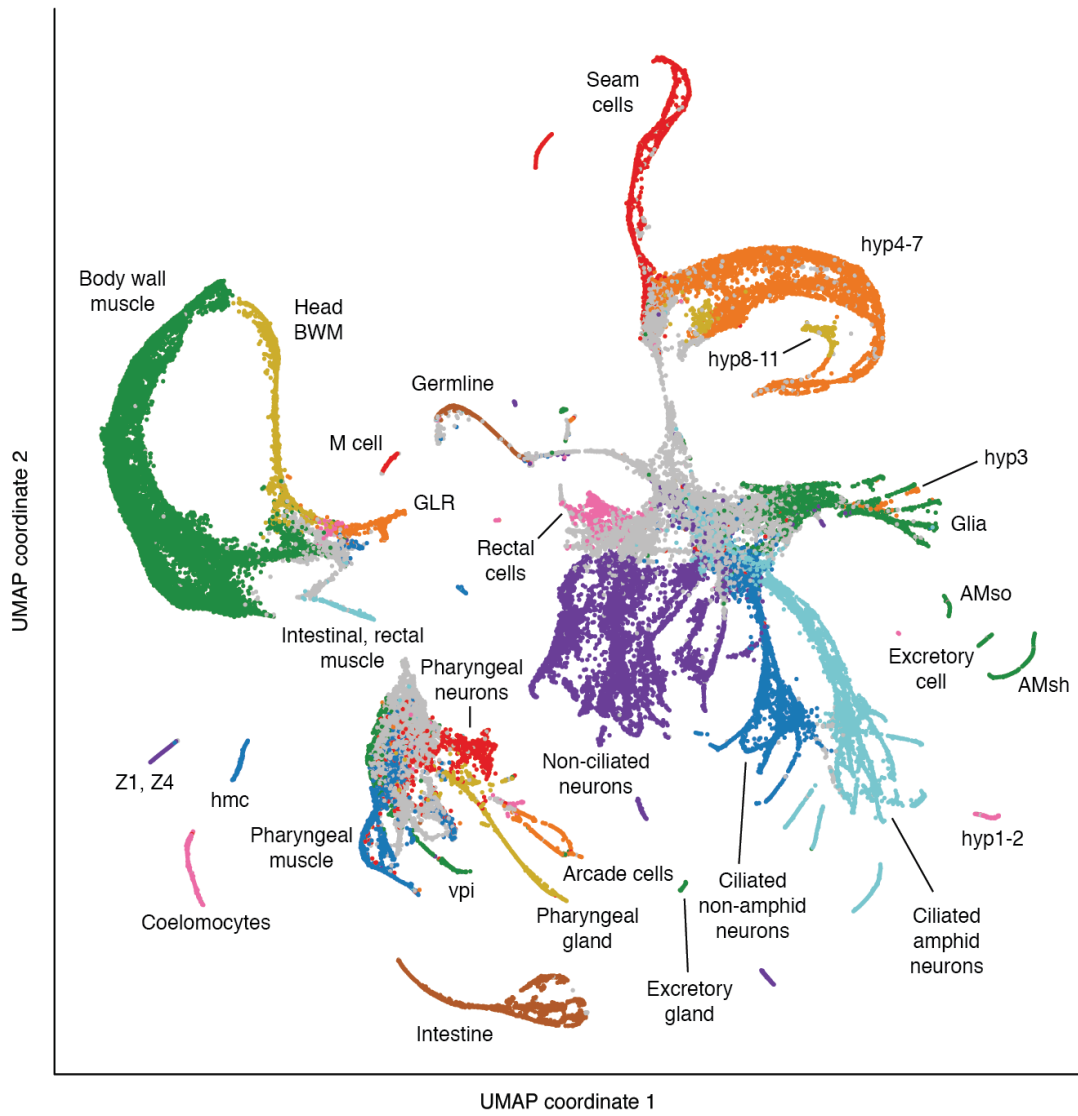 Seam
cells
hyp4-7
Body wall
muscle
Head
BWM
hyp8-11
Germline
M cell
hyp3
GLR
Glia
Rectal
cells
UMAP coordinate 2
AMso
Intestinal, rectal
muscle
Excretory
cell
Pharyngeal
neurons
AMsh
Non-ciliated
neurons
Z1, Z4
hmc
Pharyngeal
muscle
hyp1-2
Arcade cells
vpi
Ciliated
non-amphid
neurons
Coelomocytes
Pharyngeal
gland
Ciliated
amphid
neurons
Excretory
gland
Intestine
UMAP coordinate 1